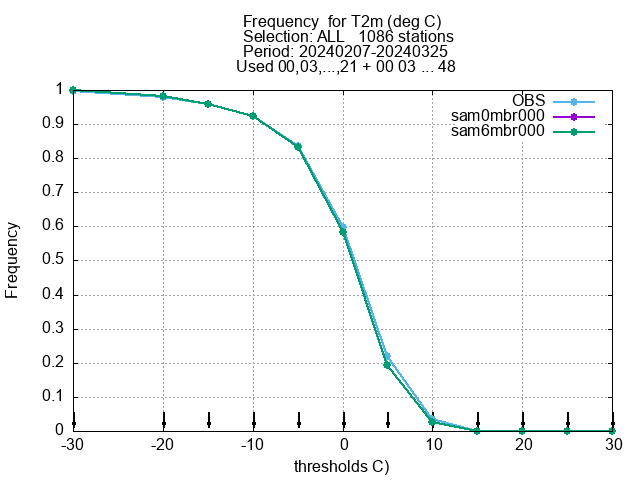 Frequency  for T2m (deg C)
Selection: ALL   1086 stations
Period: 20240207-20240325
Used 00,03,...,21 + 00 03 ... 48
OBS
sam0mbr000
sam6mbr000
1
0.9
0.8
0.7
0.6
0.5
0.4
0.3
0.2
0.1
0
Frequency
-30
-20
-10
0
10
20
30
thresholds C)